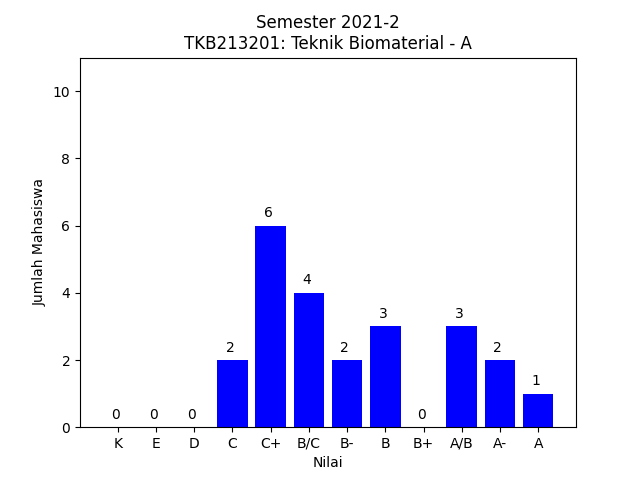 Semester 2021-2
TKB213201: Teknik Biomaterial - A
Jumlah Mahasiswa
10
8
6
4
2
0
0 0 0 2 6 4 2 3 0 3 2 1
K E D C C+ B/C B- B B+ A/B A- A
Nilai